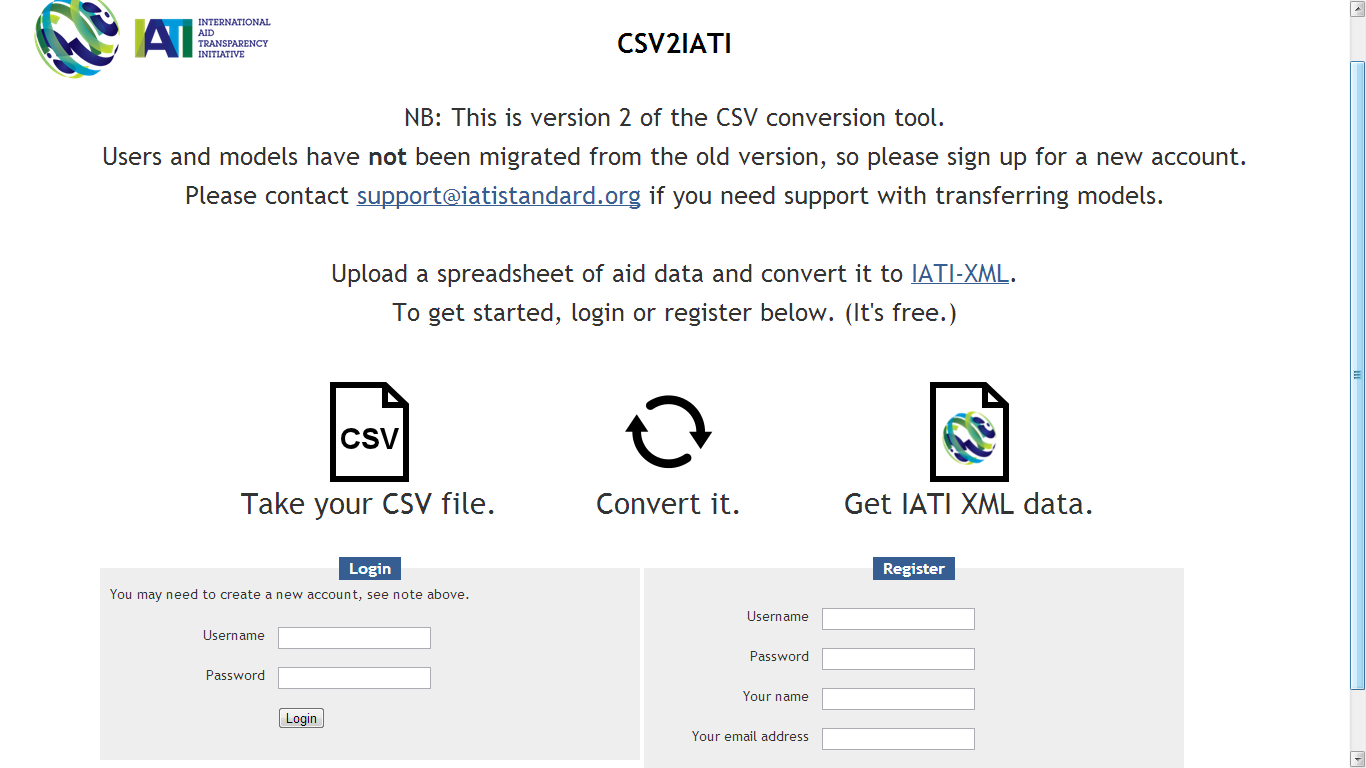 IATI
INTERNATIONAL
AID
TRANSPARENCY
INITIATIVE
CSV2IATI
NB: This is version 2 of the CSV conversion tool.
Users and models have not been migrated from the old version, so please sign up for a new account.
Please contact support@iatistandard.org if you need support with transferring models.
Upload a spreadsheet of aid data and convert it to IATI-XML.
To get started, login or register below. (It's free.)
CSV
Take your CSV file.
Convert it.
Get IATI XML data.
Login
You may need to create a new account, see note above.
Username
Password
Login
Register
Username
Password
Your name
Your email address